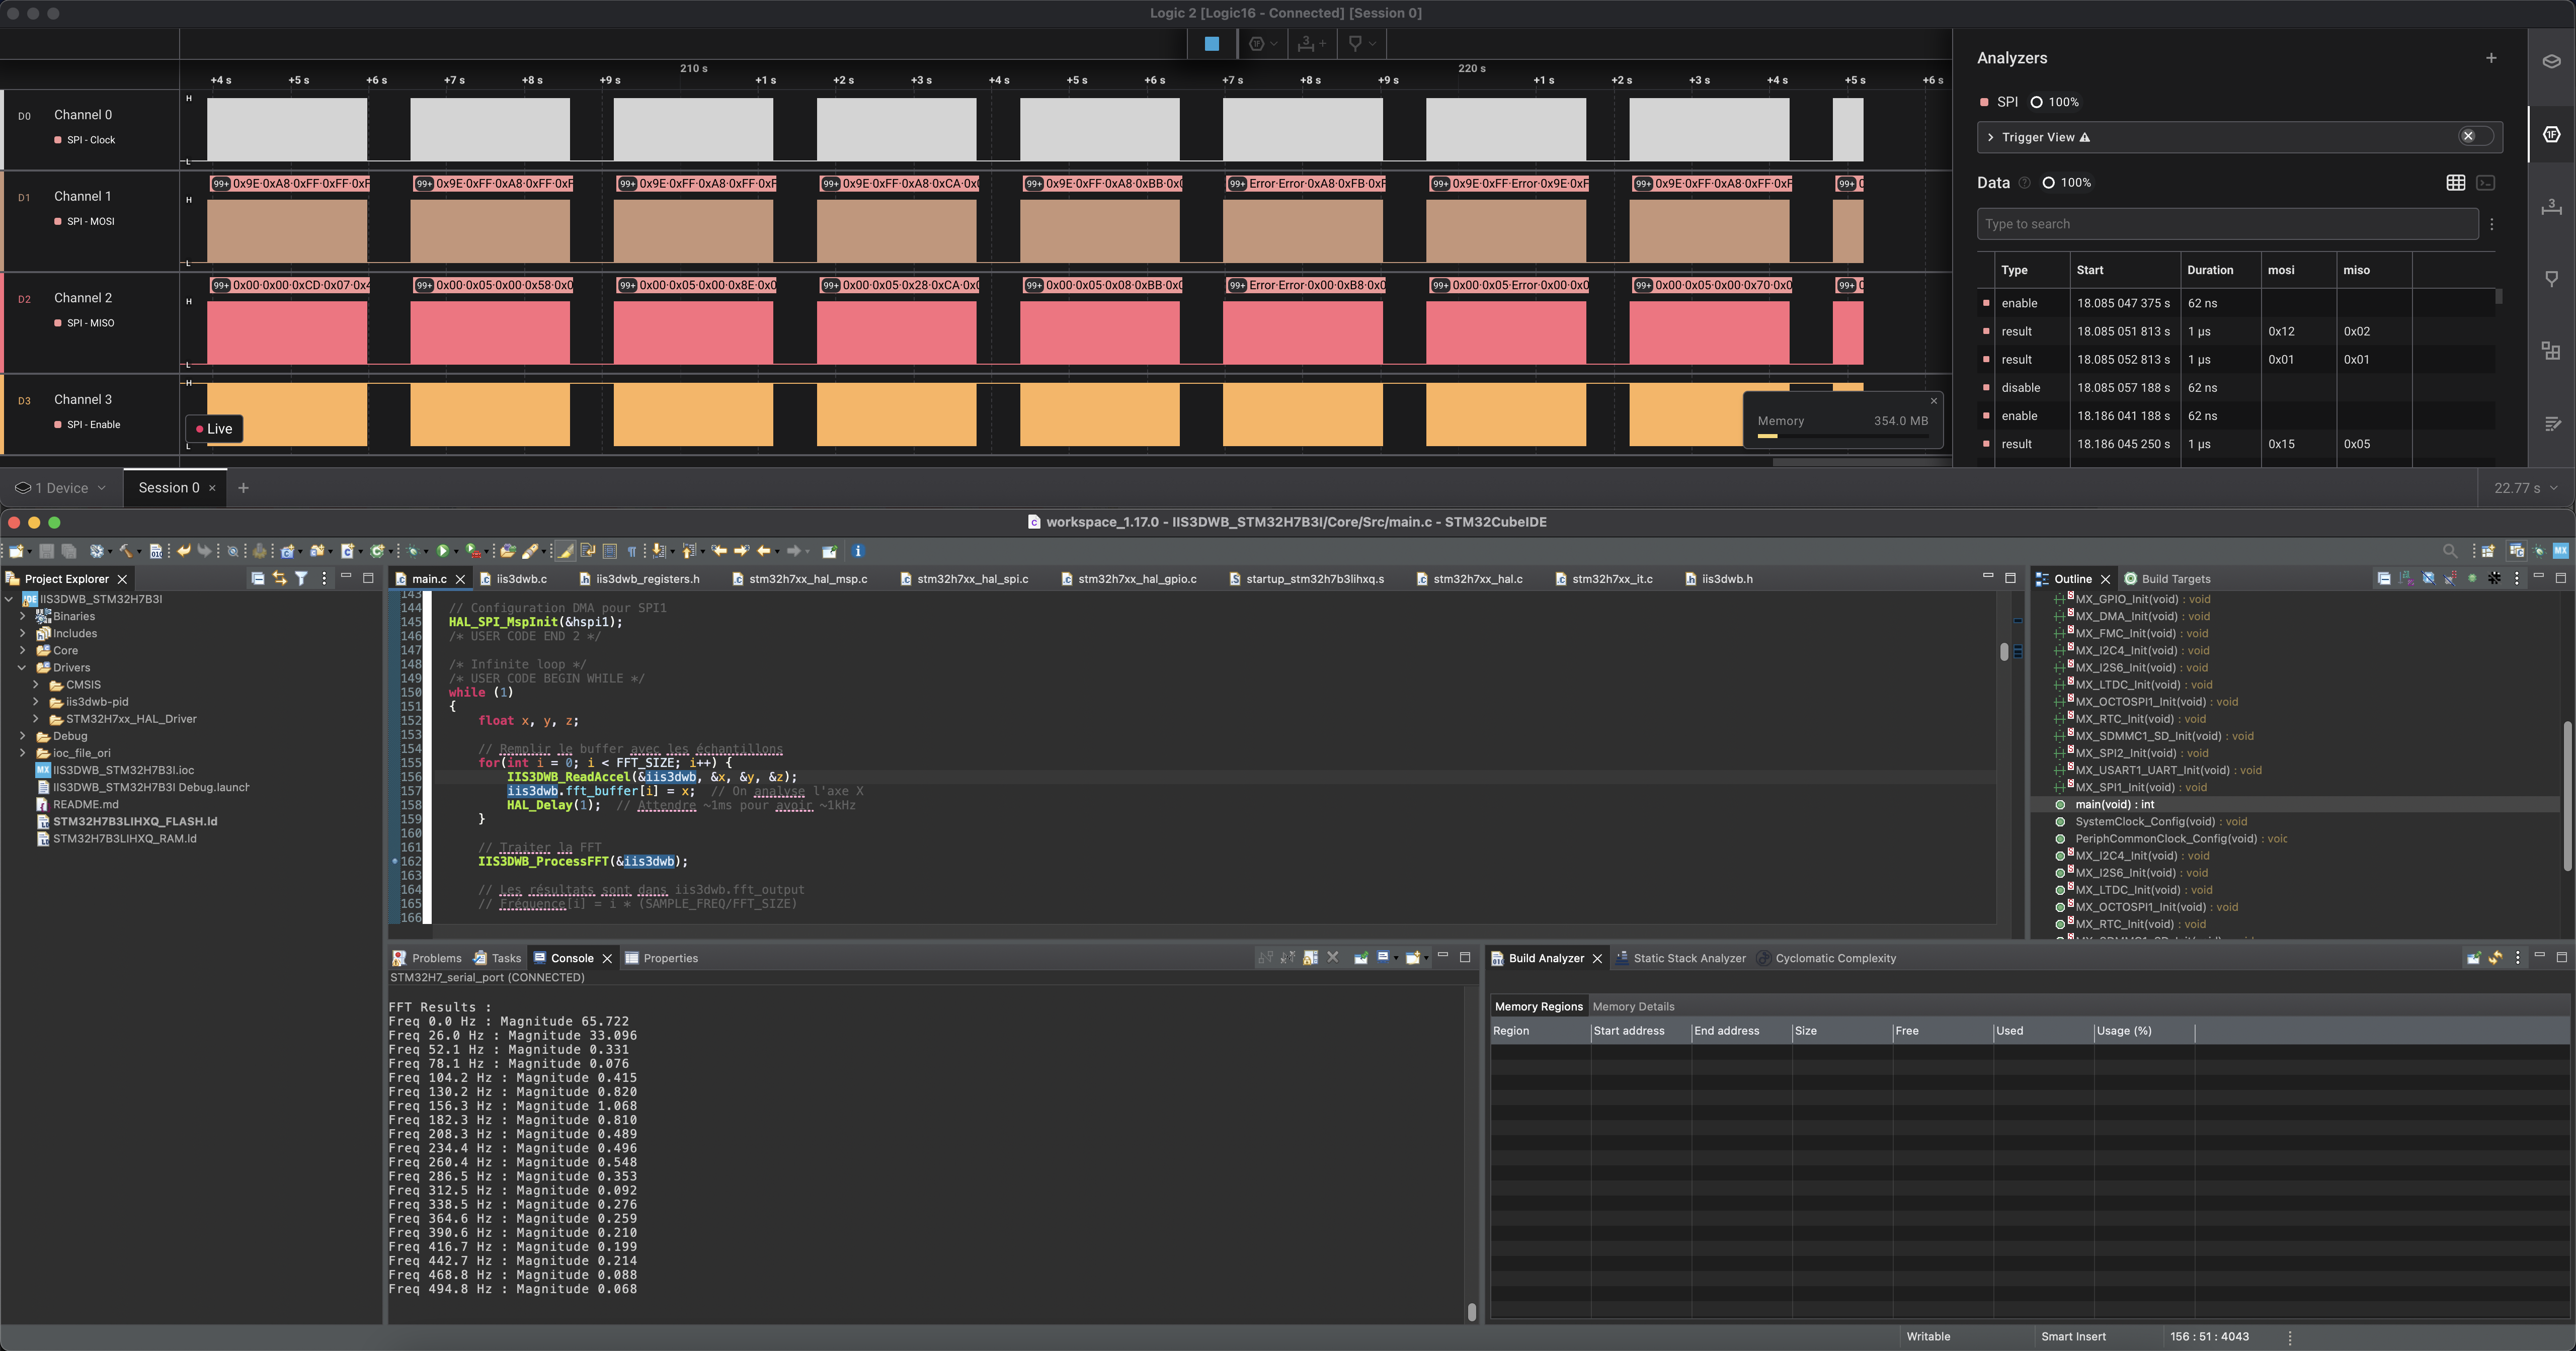 Logic 2 [Logic16 - Connected] [Session 0]
210 s
220 s
+4 s +5 s +6 s +7 s +8 s +9 s +1 s +2 s +3 s +4 s +5 s +6 s +7 s +8 s +9 s +1 s +2 s +3 s +4 s +5 s +6 s
D0 Channel 0
SPI - Clock
H
L
D1 Channel 1
SPI - MOSI
H
L
99+ 0x9E·0xA8·0xFF·0xFF·0xF
99+ 0x9E·0xFF·0xA8·0xFF·0xF
99+ 0x9E·0xFF·0xA8·0xFF·0xF
99+ 0x9E·0xFF·0xA8·0xCA·0x
99+ 0x9E·0xFF·0xA8·0xBB·0x
99+ Error·Error·0xA8·0xFB·0xF
99+ 0x9E·0xFF·Error·0x9E·0xF
99+ 0x9E·0xFF·0xA8·0xFF·0xF
99+
D2 Channel 2
SPI - MISO
H
L
99+ 0x00·0x00·0xCD·0x07·0x4
99+ 0x00·0x05·0x00·0x58·0x0
99+ 0x00·0x05·0x00·0x8E·0x0
99+ 0x00·0x05·0x28·0xCA·0x
99+ 0x00·0x05·0x08·0xBB·0x
99+ Error·Error·0x00·0xB8·0x0
99+ 0x00·0x05·Error·0x00·0x0
99+ 0x00·0x05·0x00·0x70·0x0
99+
D3 Channel 3
SPI - Enable
H
L
Live
Memory 354.0 MB
Analyzers
SPI 100%
Trigger View
Data 100%
Type to search
Type Start Duration mosi miso
enable 18.085 047 375 s 62 ns
result 18.085 051 813 s 1 μs 0x12 0x02
result 18.085 052 813 s 1 μs 0x01 0x01
disable 18.085 057 188 s 62 ns
enable 18.186 041 188 s 62 ns
result 18.186 045 250 s 1 μs 0x15 0x05
1 Device
Session 0
22.77 s
workspace_1.17.0 - IIS3DWB_STM32H7B3I/Core/Src/main.c - STM32CubeIDE
Project Explorer
IIS3DWB_STM32H7B3I
Binaries
Includes
Core
Drivers
CMSIS
iis3dwb-pid
STM32H7xx_HAL_Driver
Debug
ioc_file_ori
IIS3DWB_STM32H7B3I.ioc
IIS3DWB_STM32H7B3I Debug.launch
README.md
STM32H7B3LIHXQ_FLASH.ld
STM32H7B3LIHXQ_RAM.ld
main.c iis3dwb.c iis3dwb_registers.h stm32h7xx_hal_msp.c stm32h7xx_hal_spi.c stm32h7xx_hal_gpio.c startup_stm32h7b3lihxq.s stm32h7xx_hal.c stm32h7xx_it.c iis3dwb.h
143
144 // Configuration DMA pour SPI1
145 HAL_SPI_MspInit(&hspi1);
146 /* USER CODE END 2 */
147
148 /* Infinite loop */
149 /* USER CODE BEGIN WHILE */
150 while (1)
151 {
152 float x, y, z;
153
154 // Remplir le buffer avec les échantillons
155 for(int i = 0; i < FFT_SIZE; i++) {
156 IIS3DWB_ReadAccel(&iis3dwb, &x, &y, &z);
157 iis3dwb.fft_buffer[i] = x; // On analyse l'axe X
158 HAL_Delay(1); // Attendre ~1ms pour avoir ~1kHz
159 }
160
161 // Traiter la FFT
162 IIS3DWB_ProcessFFT(&iis3dwb);
163
164 // Les résultats sont dans iis3dwb.fft_output
165 // Fréquence[i] = i * (SAMPLE_FREQ/FFT_SIZE)
166
Outline Build Targets
MX_GPIO_Init(void) : void
MX_DMA_Init(void) : void
MX_FMC_Init(void) : void
MX_I2C4_Init(void) : void
MX_I2S6_Init(void) : void
MX_LTDC_Init(void) : void
MX_OCTOSPI1_Init(void) : void
MX_RTC_Init(void) : void
MX_SDMMC1_SD_Init(void) : void
MX_SPI2_Init(void) : void
MX_USART1_UART_Init(void) : void
MX_SPI1_Init(void) : void
main(void) : int
SystemClock_Config(void) : void
PeriphCommonClock_Config(void) : voic
MX_I2C4_Init(void) : void
MX_I2S6_Init(void) : void
MX_LTDC_Init(void) : void
MX_OCTOSPI1_Init(void) : void
MX_RTC_Init(void) : void
Problems Tasks Console Properties
STM32H7_serial_port (CONNECTED)
FFT Results :
Freq 0.0 Hz : Magnitude 65.722
Freq 26.0 Hz : Magnitude 33.096
Freq 52.1 Hz : Magnitude 0.331
Freq 78.1 Hz : Magnitude 0.076
Freq 104.2 Hz : Magnitude 0.415
Freq 130.2 Hz : Magnitude 0.820
Freq 156.3 Hz : Magnitude 1.068
Freq 182.3 Hz : Magnitude 0.810
Freq 208.3 Hz : Magnitude 0.489
Freq 234.4 Hz : Magnitude 0.496
Freq 260.4 Hz : Magnitude 0.548
Freq 286.5 Hz : Magnitude 0.353
Freq 312.5 Hz : Magnitude 0.092
Freq 338.5 Hz : Magnitude 0.276
Freq 364.6 Hz : Magnitude 0.259
Freq 390.6 Hz : Magnitude 0.210
Freq 416.7 Hz : Magnitude 0.199
Freq 442.7 Hz : Magnitude 0.214
Freq 468.8 Hz : Magnitude 0.088
Freq 494.8 Hz : Magnitude 0.068
Build Analyzer Static Stack Analyzer Cyclomatic Complexity
Memory Regions Memory Details
Region Start address End address Size Free Used Usage (%)
Writable Smart Insert 156 : 51 : 4043